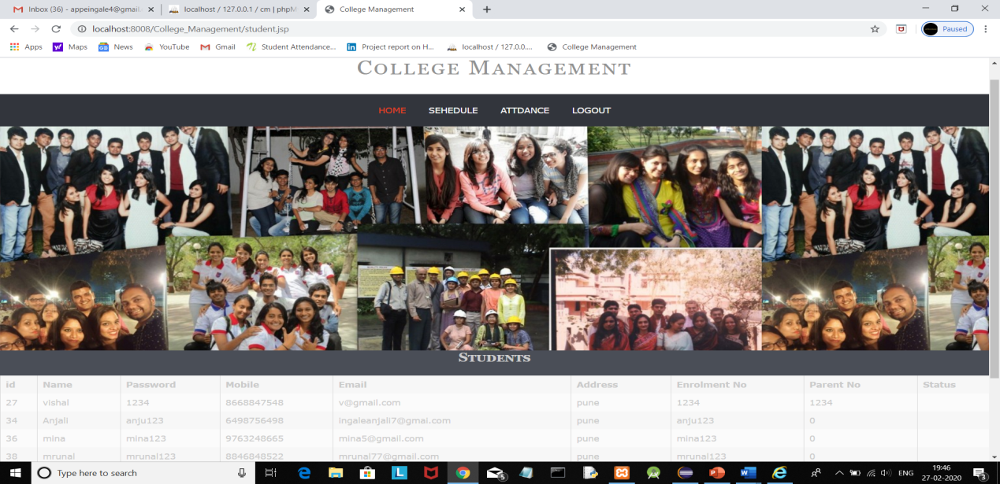 Inbox (36) - appeingale4@gmail. localhost / 127.0.0.1 / cm | phpM College Management
localhost:8008/College_Management/student.jsp Paused
Apps Maps News YouTube Gmail Student Attendance... Project report on H... localhost / 127.0.0.... College Management
COLLEGE MANAGEMENT
HOME SEHEDULE ATTDANCE LOGOUT
STUDENTS
id Name Password Mobile Email Address Enrolment No Parent No Status
27 vishal 1234 8668847548 v@gmail.com pune 1234 1234
34 Anjali anju123 6498756498 ingaleanjali7@gmai.com pune anju123 0
36 mina mina123 9763248665 mina5@gmail.com pune mina123 0
38 mrunal mrunal123 8846848522 mrunal77@gmail.com pune mrunal123 0
Type here to search ENG 19:46
27-02-2020